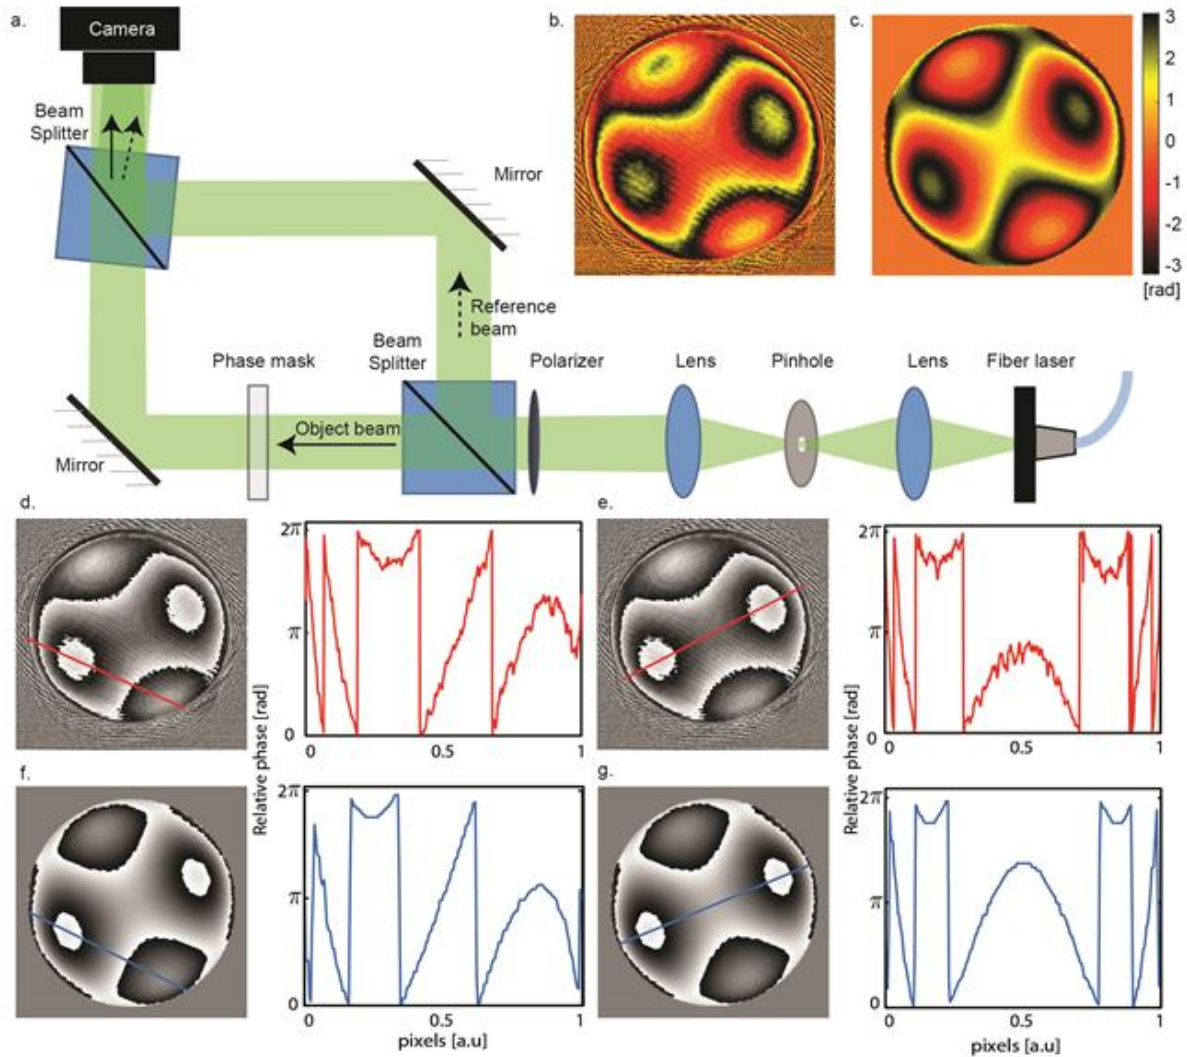 a.
Camera
b.
c.
3
2
1
0
-1
-2
-3
[rad]
Beam
Splitter
Mirror
Reference
beam
Beam
Splitter
Phase mask
Polarizer
Lens
Pinhole
Lens
Fiber laser
Object beam
Mirror
d.
2π
π
0
0
0.5
1
Relative phase [rad]
e.
2π
π
0
0
0.5
1
Relative phase [rad]
f.
2π
π
0
0
0.5
1
pixels [a.u]
g.
2π
π
0
0
0.5
1
pixels [a.u]